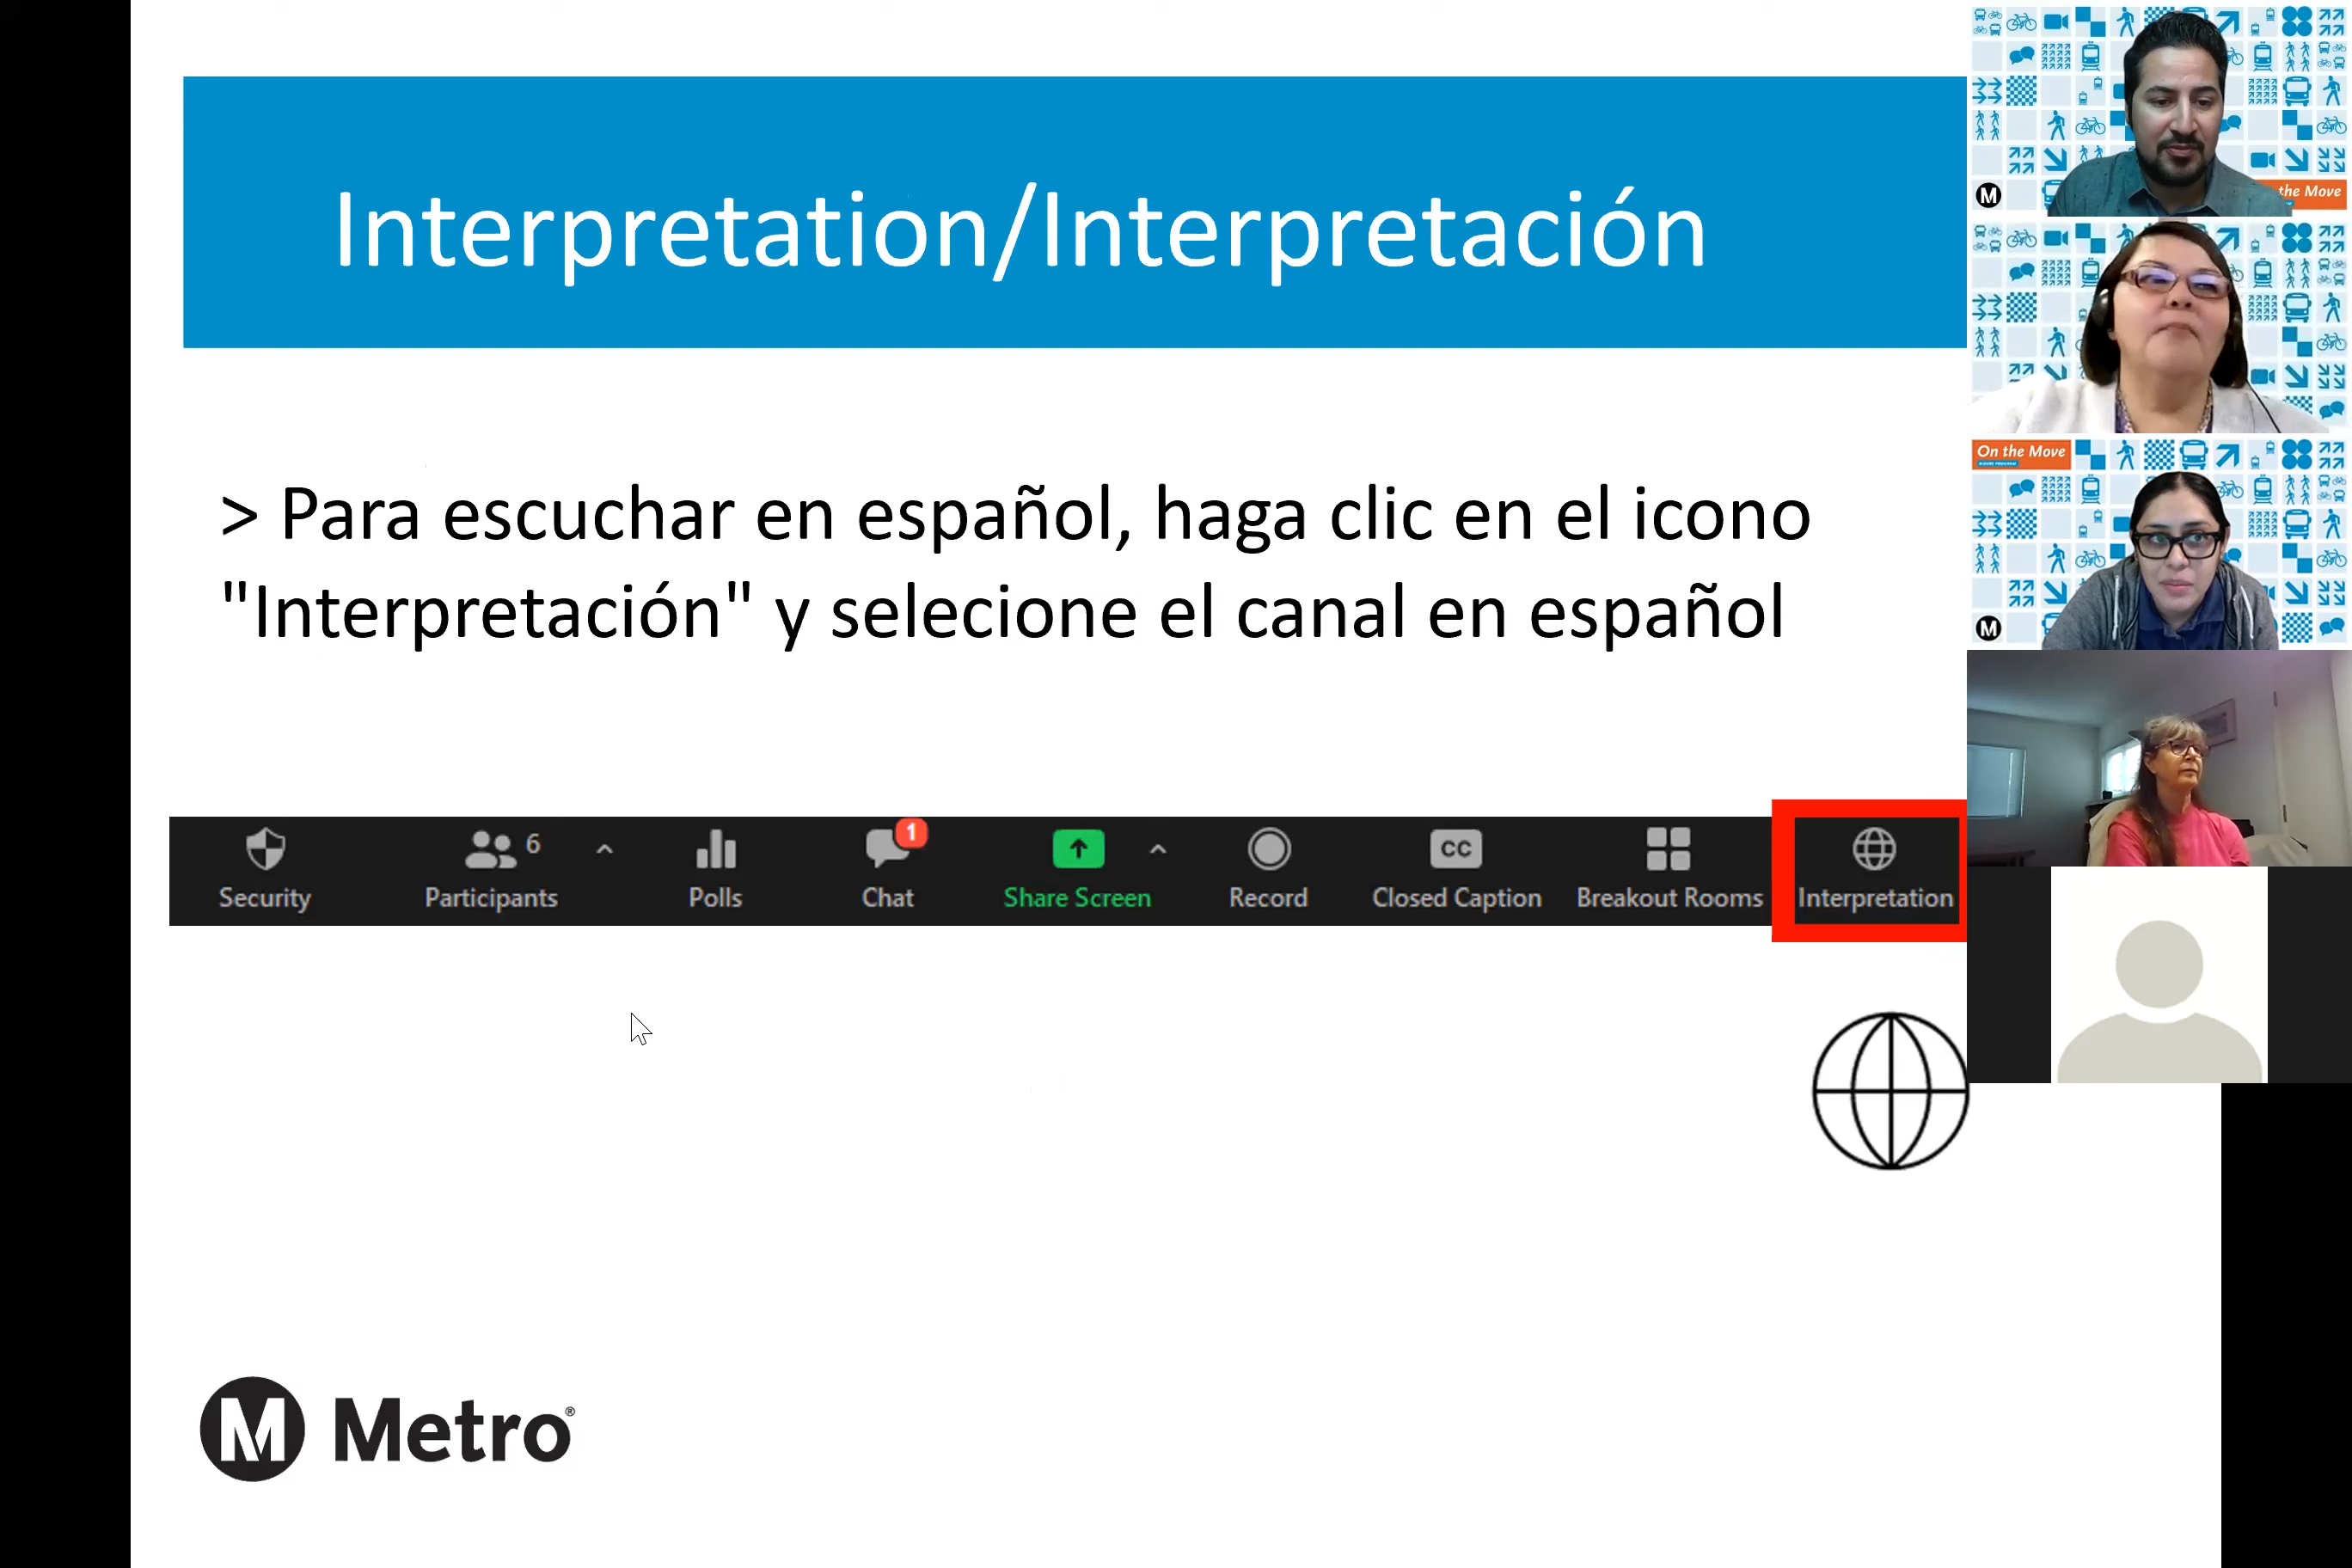 Interpretation/Interpretación
> Para escuchar en español, haga clic en el icono
"Interpretación" y selecione el canal en español
Security
Participants
6
Polls
Chat
1
Share Screen
Record
CC
Closed Caption
Breakout Rooms
Interpretation
M Metro®
M
the Move
On the Move
M